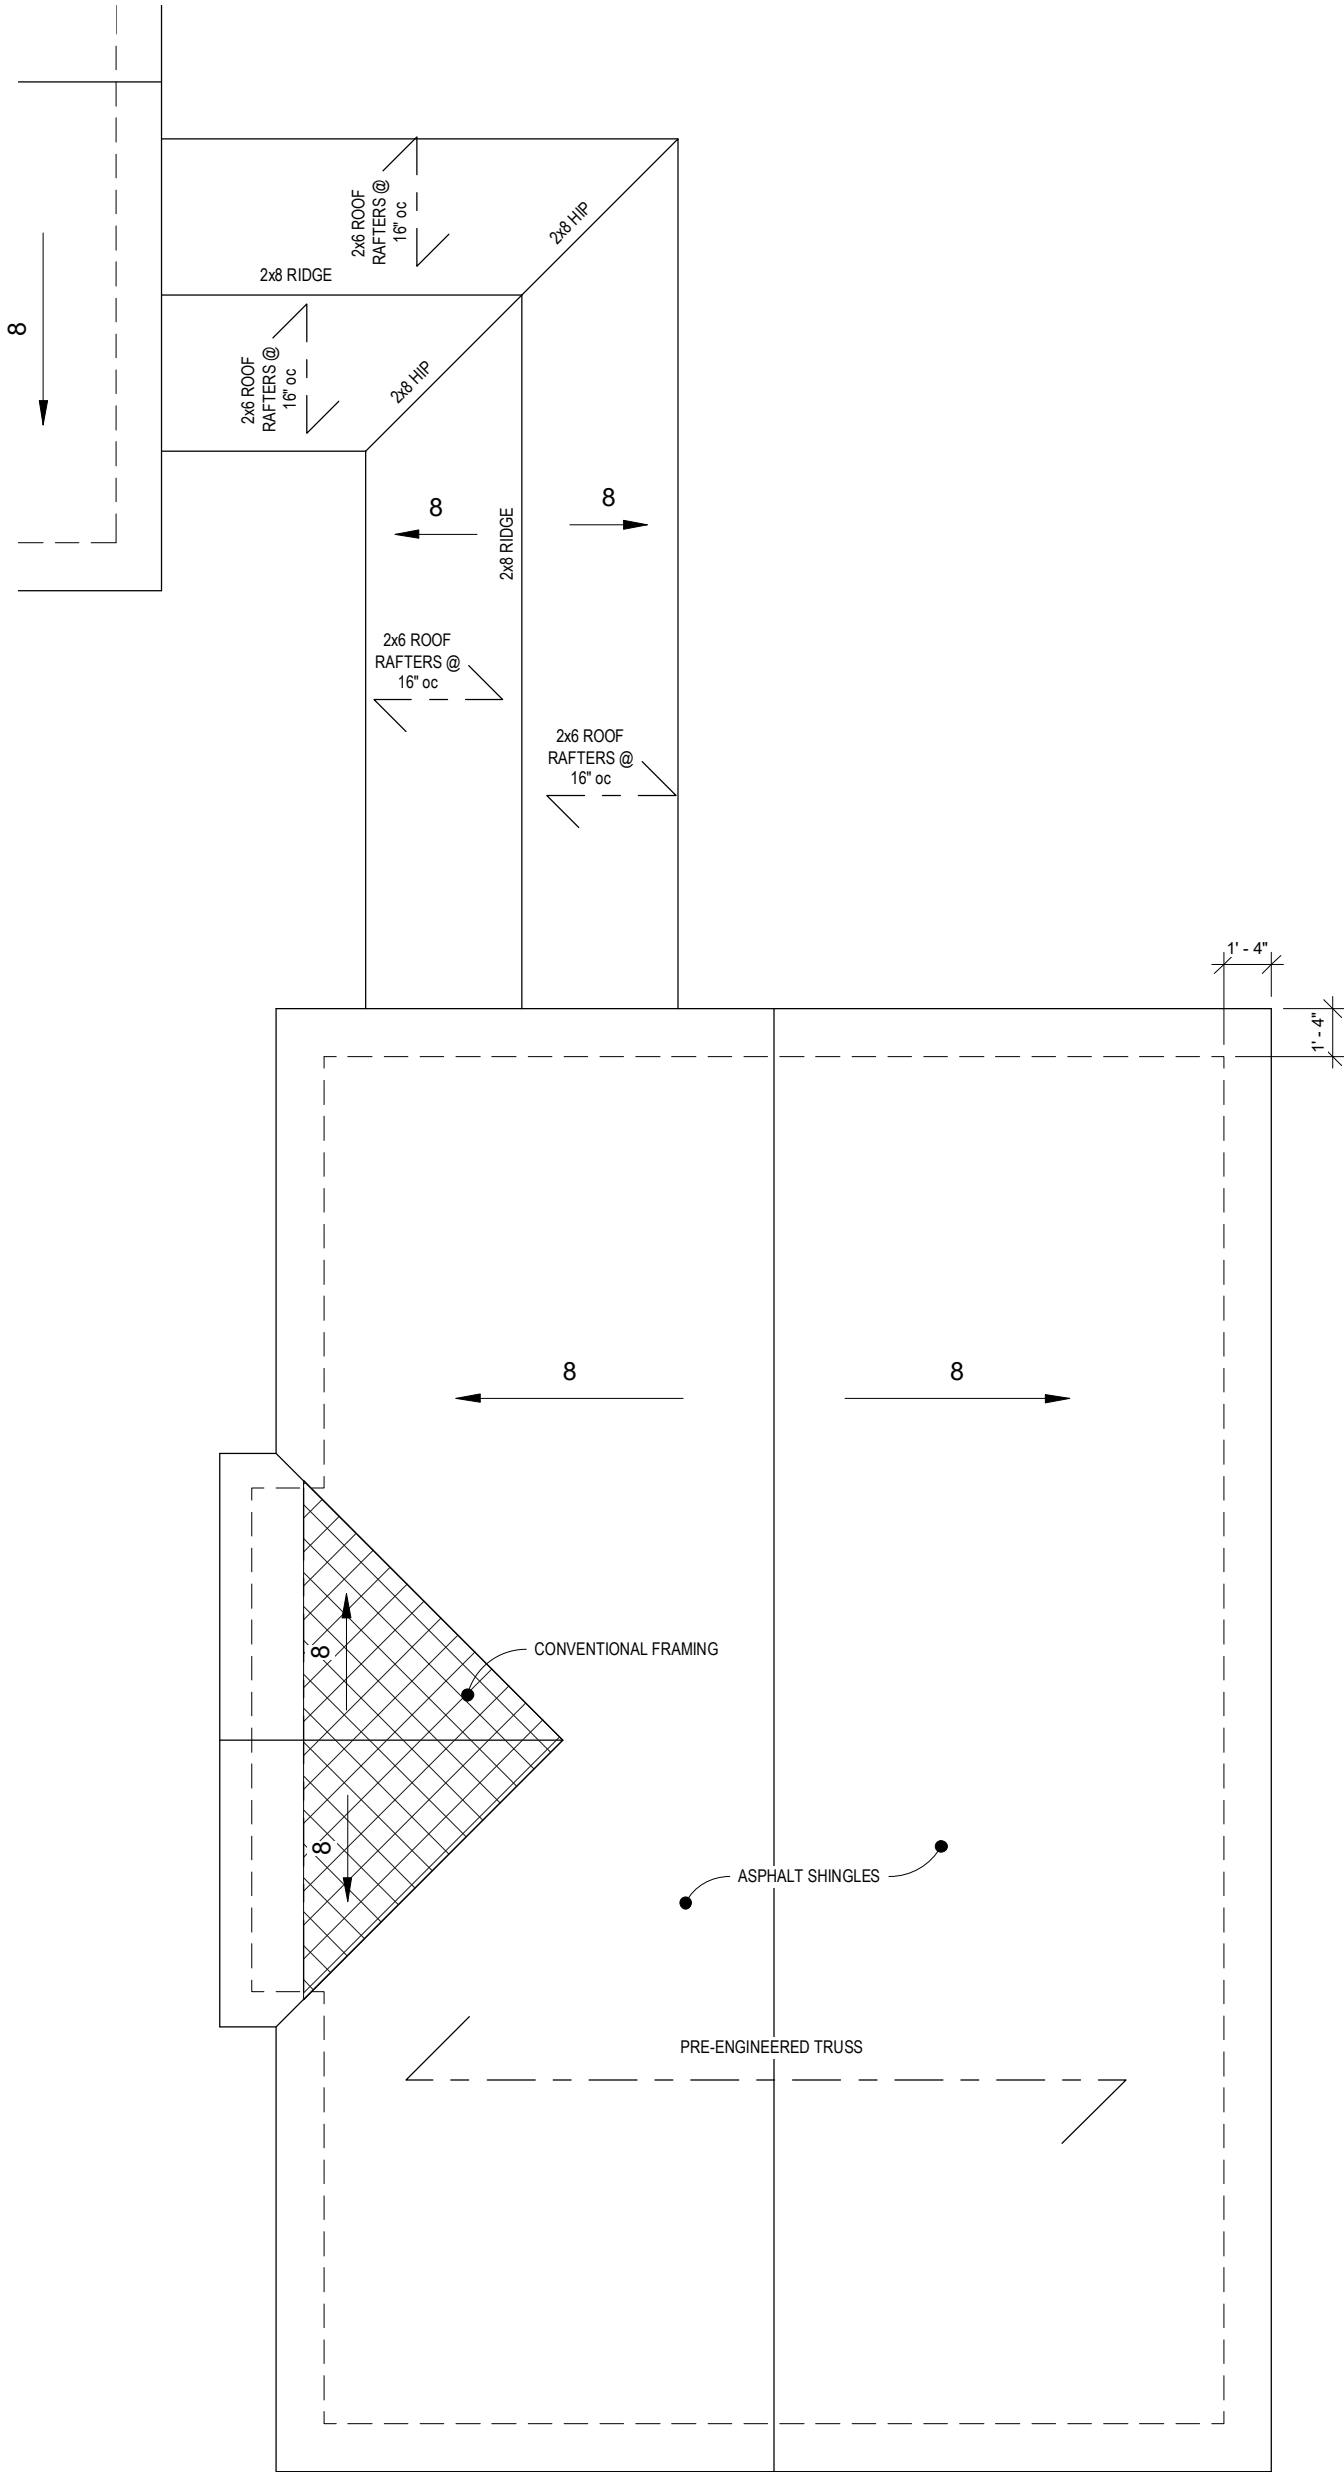 2x6 ROOF
RAFTERS @
16" oc
2x8 HIP
2x8 RIDGE
8
2x6 ROOF
RAFTERS @
16" oc
2x8 HIP
8
8
2x8 RIDGE
2x6 ROOF
RAFTERS @
16" oc
2x6 ROOF
RAFTERS @
16" oc
1' - 4"
1' - 4"
8
8
8
CONVENTIONAL FRAMING
8
ASPHALT SHINGLES
PRE-ENGINEERED TRUSS